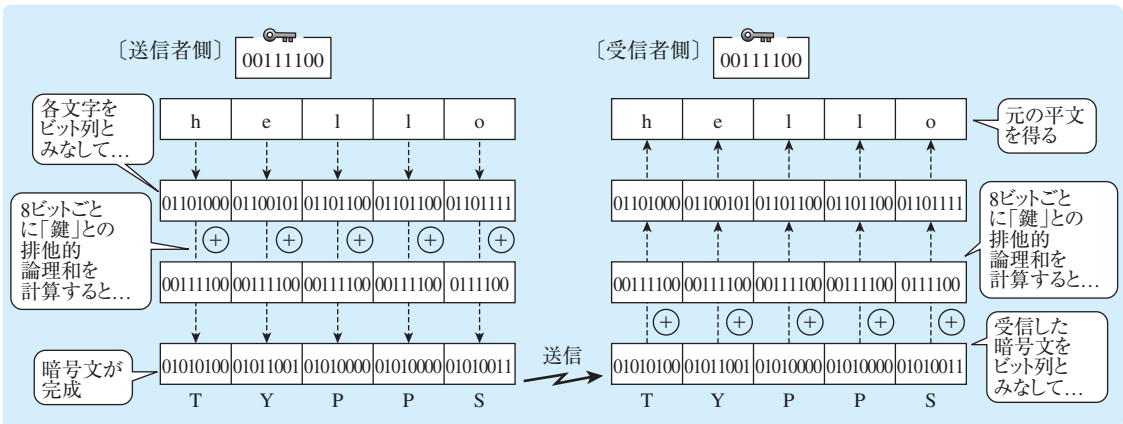 〔送信者側〕
00111100
各文字を
ビット列と
みなして…
h e l l o
01101000 01100101 01101100 01101100 01101111
8ビットごと
に「鍵」との
排他的
論理和を
計算すると…
+ + + + +
00111100 00111100 00111100 00111100 0111100
暗号文が
完成
01010100 01011001 01010000 01010000 01010011
T Y P P S
送信
〔受信者側〕
00111100
h e l l o
元の平文
を得る
01101000 01100101 01101100 01101100 01101111
8ビットごと
に「鍵」との
排他的
論理和を
計算すると…
00111100 00111100 00111100 00111100 0111100
+ + + + +
受信した
暗号文を
ビット列と
みなして…
01010100 01011001 01010000 01010000 01010011
T Y P P S